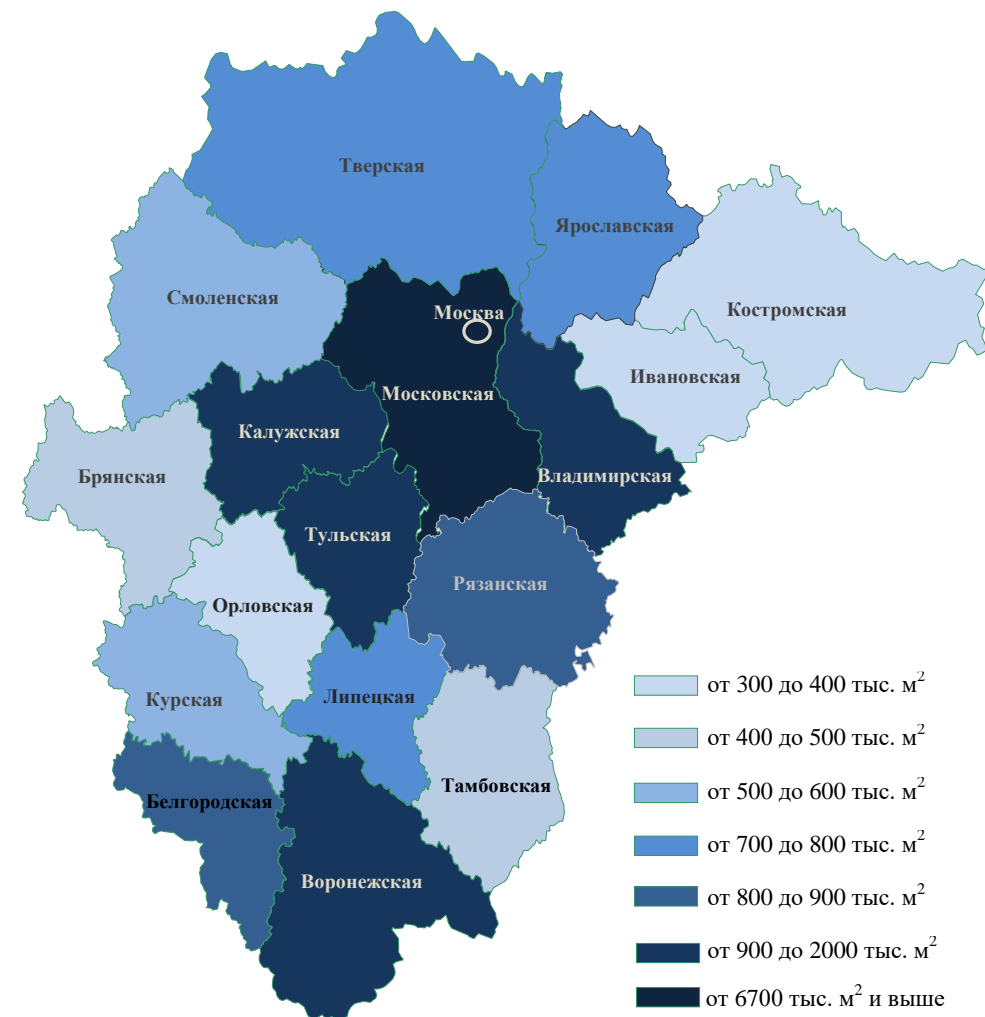 Тверская
Ярославская
Смоленская
Москва
Костромская
Ивановская
Московская
Калужская
Брянская
Владимирская
Тульская
Рязанская
Орловская
Курская
Липецкая
Тамбовская
Белгородская
Воронежская
от 300 до 400 тыс. м²
от 400 до 500 тыс. м²
от 500 до 600 тыс. м²
от 700 до 800 тыс. м²
от 800 до 900 тыс. м²
от 900 до 2000 тыс. м²
от 6700 тыс. м² и выше